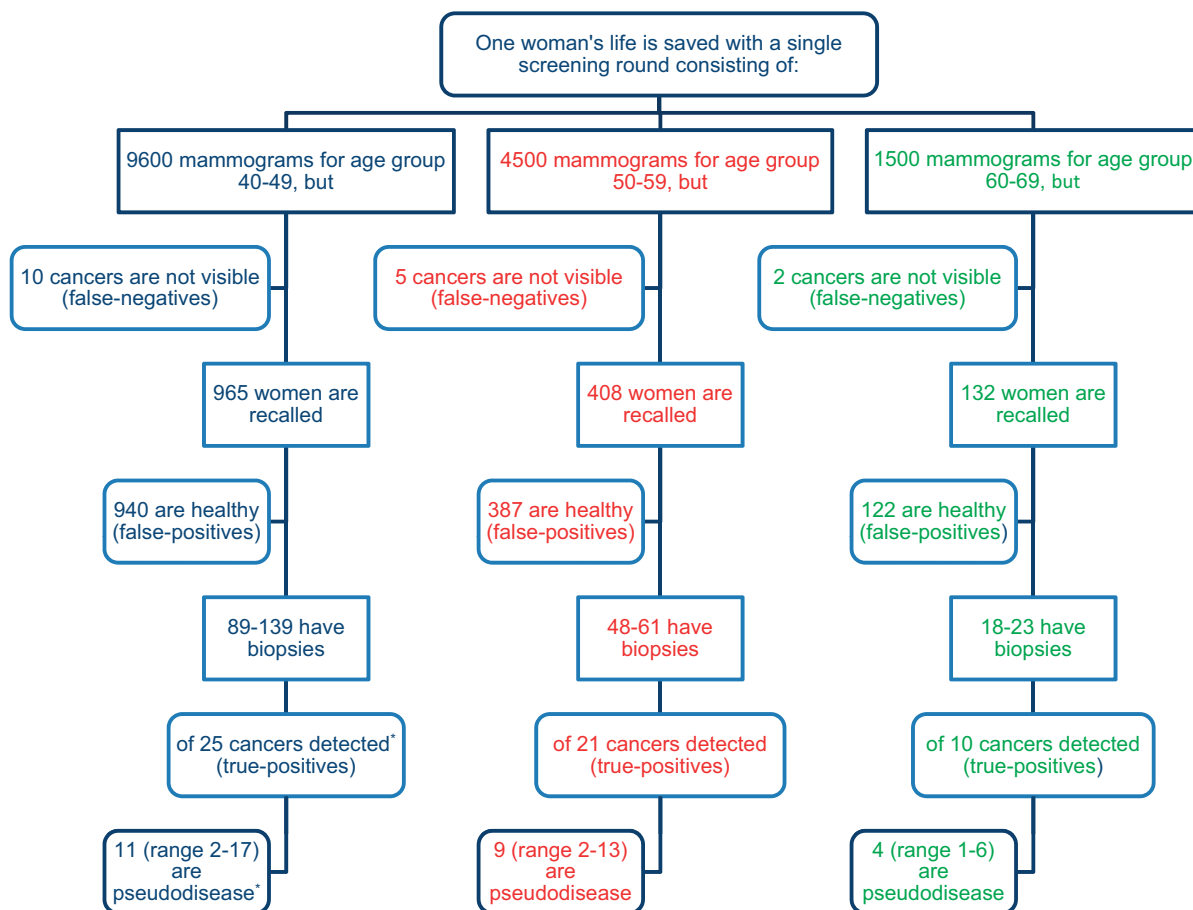 One woman's life is saved with a single
screening round consisting of:
9600 mammograms for age group
40-49, but
4500 mammograms for age group
50-59, but
1500 mammograms for age group
60-69, but
10 cancers are not visible
(false-negatives)
5 cancers are not visible
(false-negatives)
2 cancers are not visible
(false-negatives)
965 women are
recalled
408 women are
recalled
132 women are
recalled
940 are healthy
(false-positives)
387 are healthy
(false-positives)
122 are healthy
(false-positives)
89-139 have
biopsies
48-61 have
biopsies
18-23 have
biopsies
of 25 cancers detected*
(true-positives)
of 21 cancers detected
(true-positives)
of 10 cancers detected
(true-positives)
11 (range 2-17)
are
pseudodisease*
9 (range 2-13)
are
pseudodisease
4 (range 1-6)
are
pseudodisease